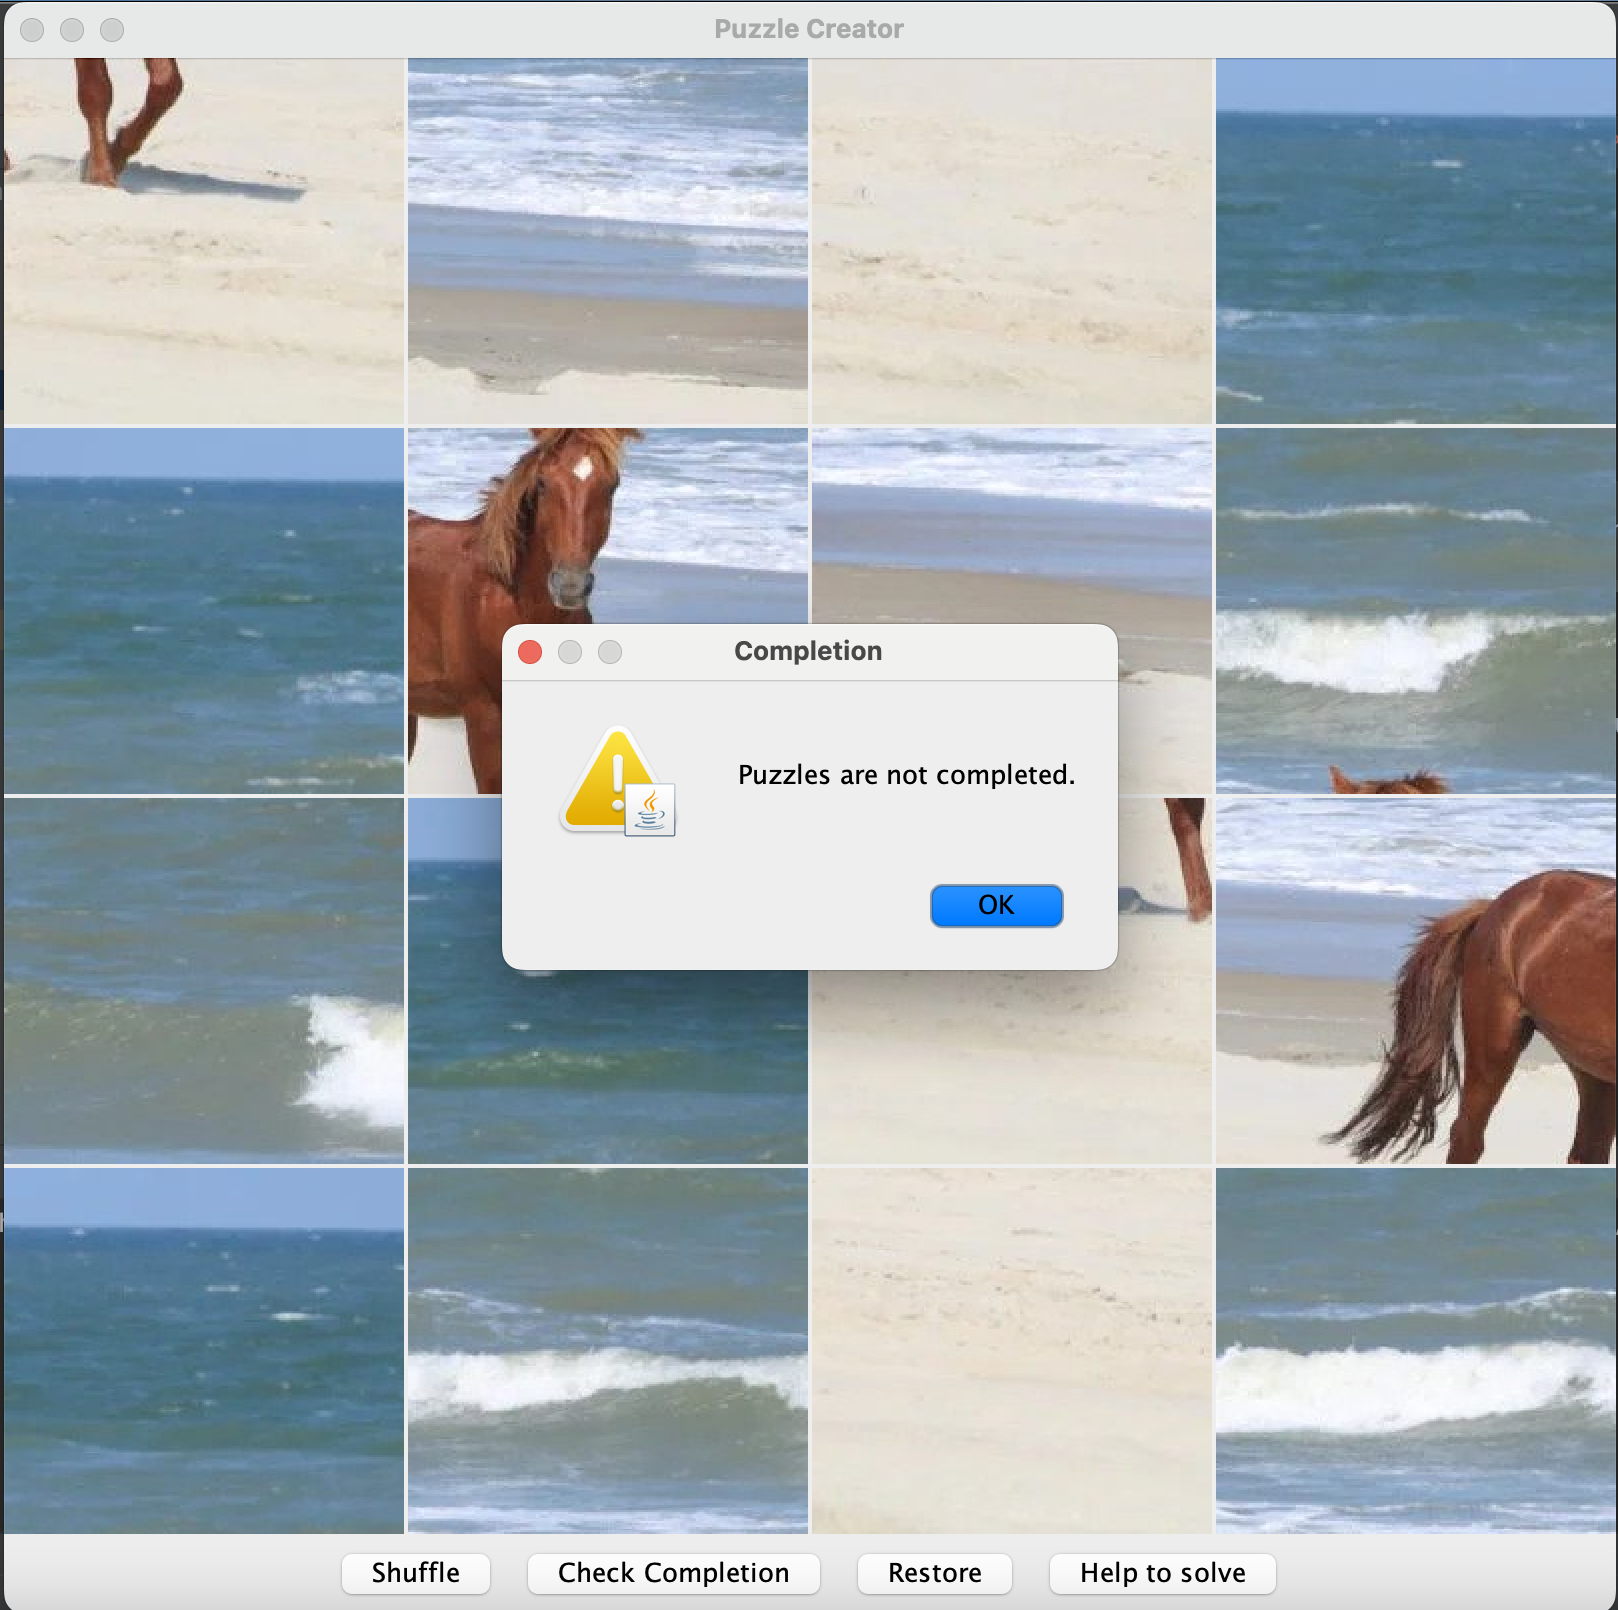 Puzzle Creator
Completion
Puzzles are not completed.
OK
Shuffle
Check Completion
Restore
Help to solve